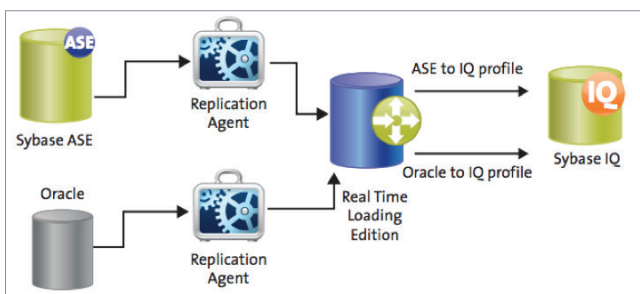 ASE
Sybase ASE
Replication
Agent
ASE to IQ profile
IQ
Sybase IQ
Oracle to IQ profile
Real Time
Loading
Edition
Oracle
Replication
Agent